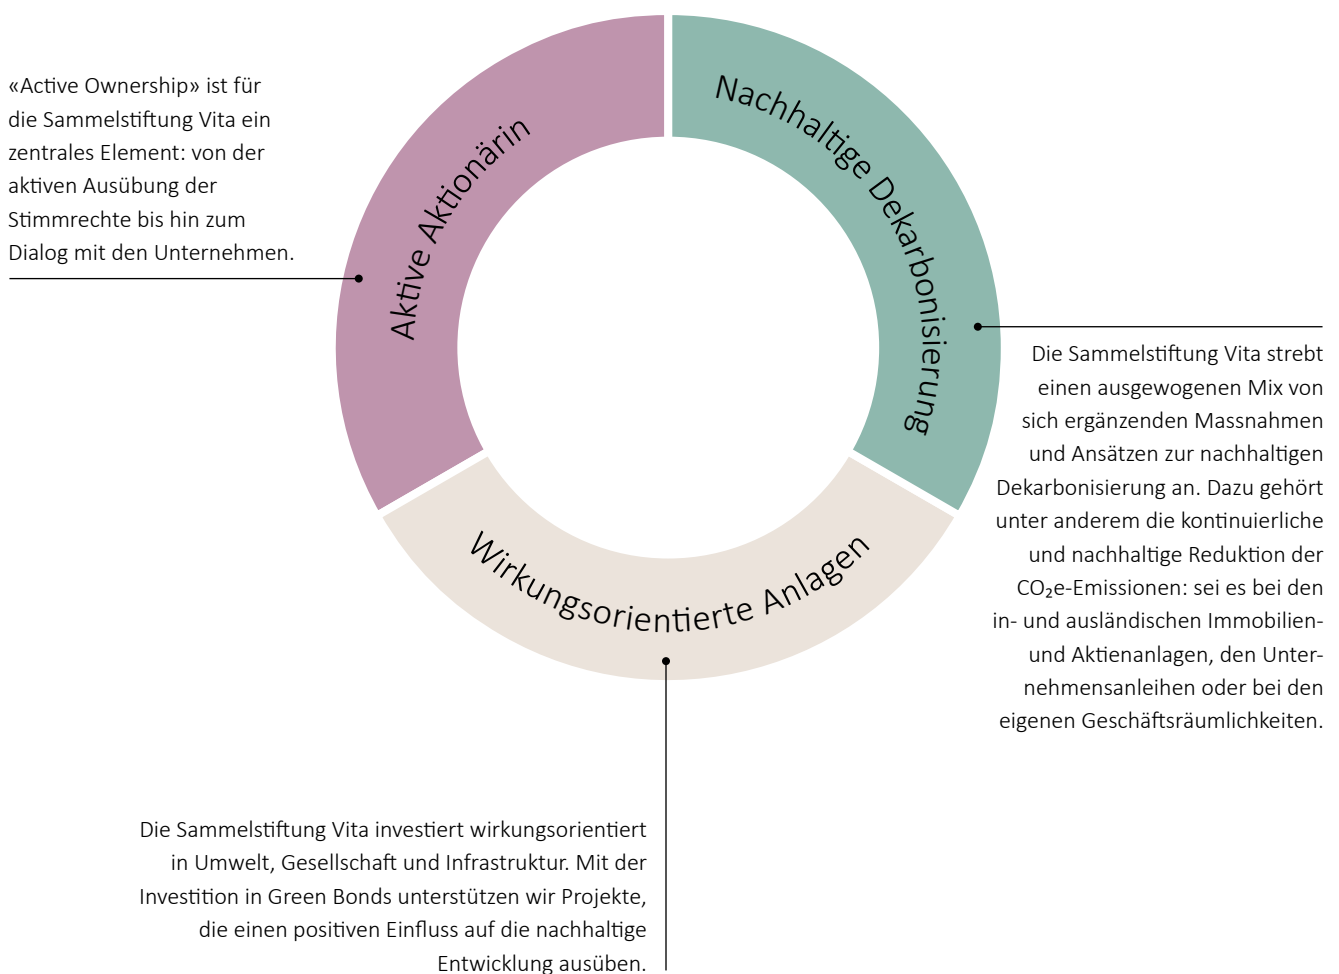 «Active Ownership» ist für
die Sammelstiftung Vita ein
zentrales Element: von der
aktiven Ausübung der
Stimmrechte bis hin zum
Dialog mit den Unternehmen.
Aktive Aktionärin
Nachhaltige Dekarbonisierung
Die Sammelstiftung Vita strebt
einen ausgewogenen Mix von
sich ergänzenden Massnahmen
und Ansätzen zur nachhaltigen
Dekarbonisierung an. Dazu gehört
unter anderem die kontinuierliche
und nachhaltige Reduktion der
CO₂e-Emissionen: sei es bei den
in- und ausländischen Immobilien-
und Aktienanlagen, den Unter-
nehmensanleihen oder bei den
eigenen Geschäftsräumlichkeiten.
Wirkungsorientierte Anlagen
Die Sammelstiftung Vita investiert wirkungsorientiert
in Umwelt, Gesellschaft und Infrastruktur. Mit der
Investition in Green Bonds unterstützen wir Projekte,
die einen positiven Einfluss auf die nachhaltige
Entwicklung ausüben.